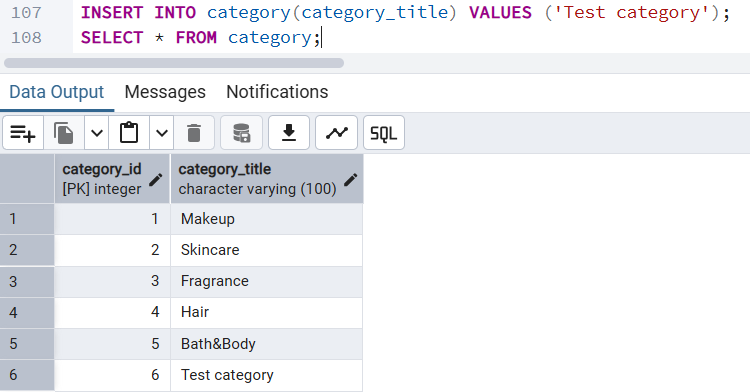 107 INSERT INTO category(category_title) VALUES ('Test category');
108 SELECT * FROM category;
Data Output Messages Notifications
SQL
category_id category_title
[PK] integer character varying (100)
1 1 Makeup
2 2 Skincare
3 3 Fragrance
4 4 Hair
5 5 Bath&Body
6 6 Test category